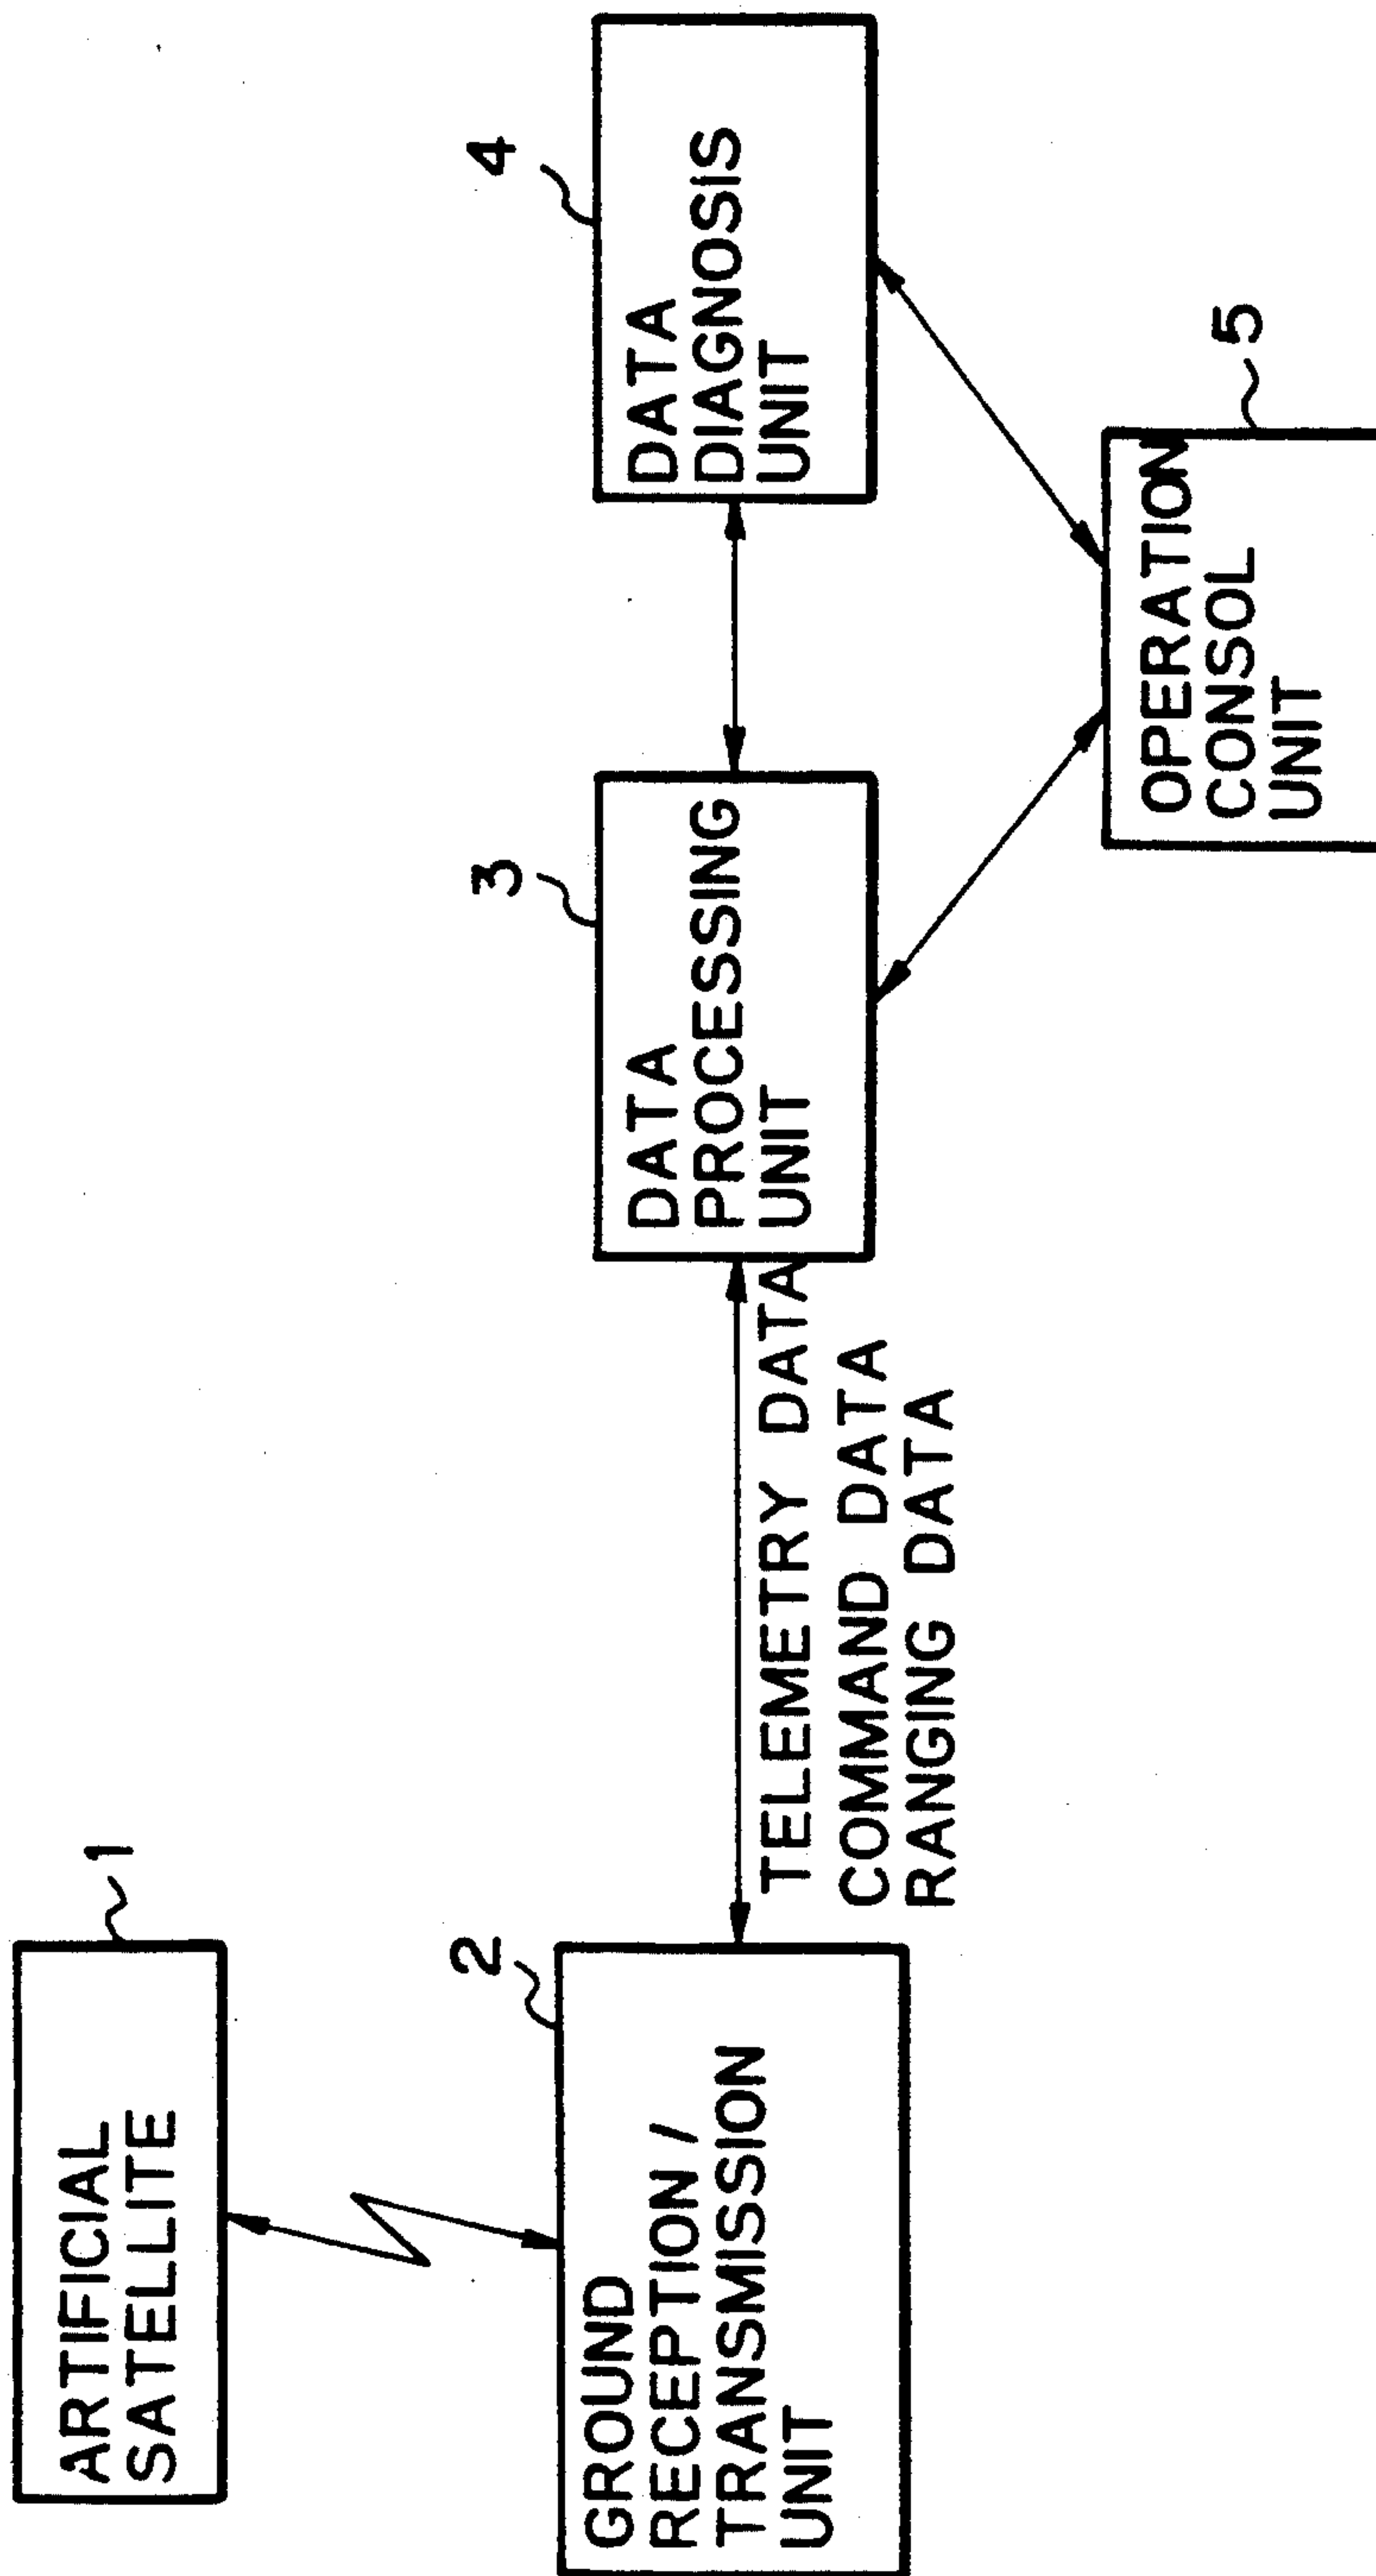 ARTIFICIAL
SATELLITE
1
GROUND
RECEPTION /
TRANSMISSION
UNIT
2
TELEMETRY DATA
COMMAND DATA
RANGING DATA
DATA
PROCESSING
UNIT
3
DATA
DIAGNOSIS
UNIT
4
OPERATION
CONSOL
UNIT
5